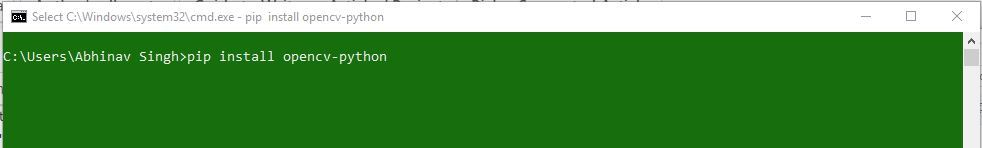 Select C:\Windows\system32\cmd.exe - pip  install opencv-python
C:\Users\Abhinav Singh>pip install opencv-python